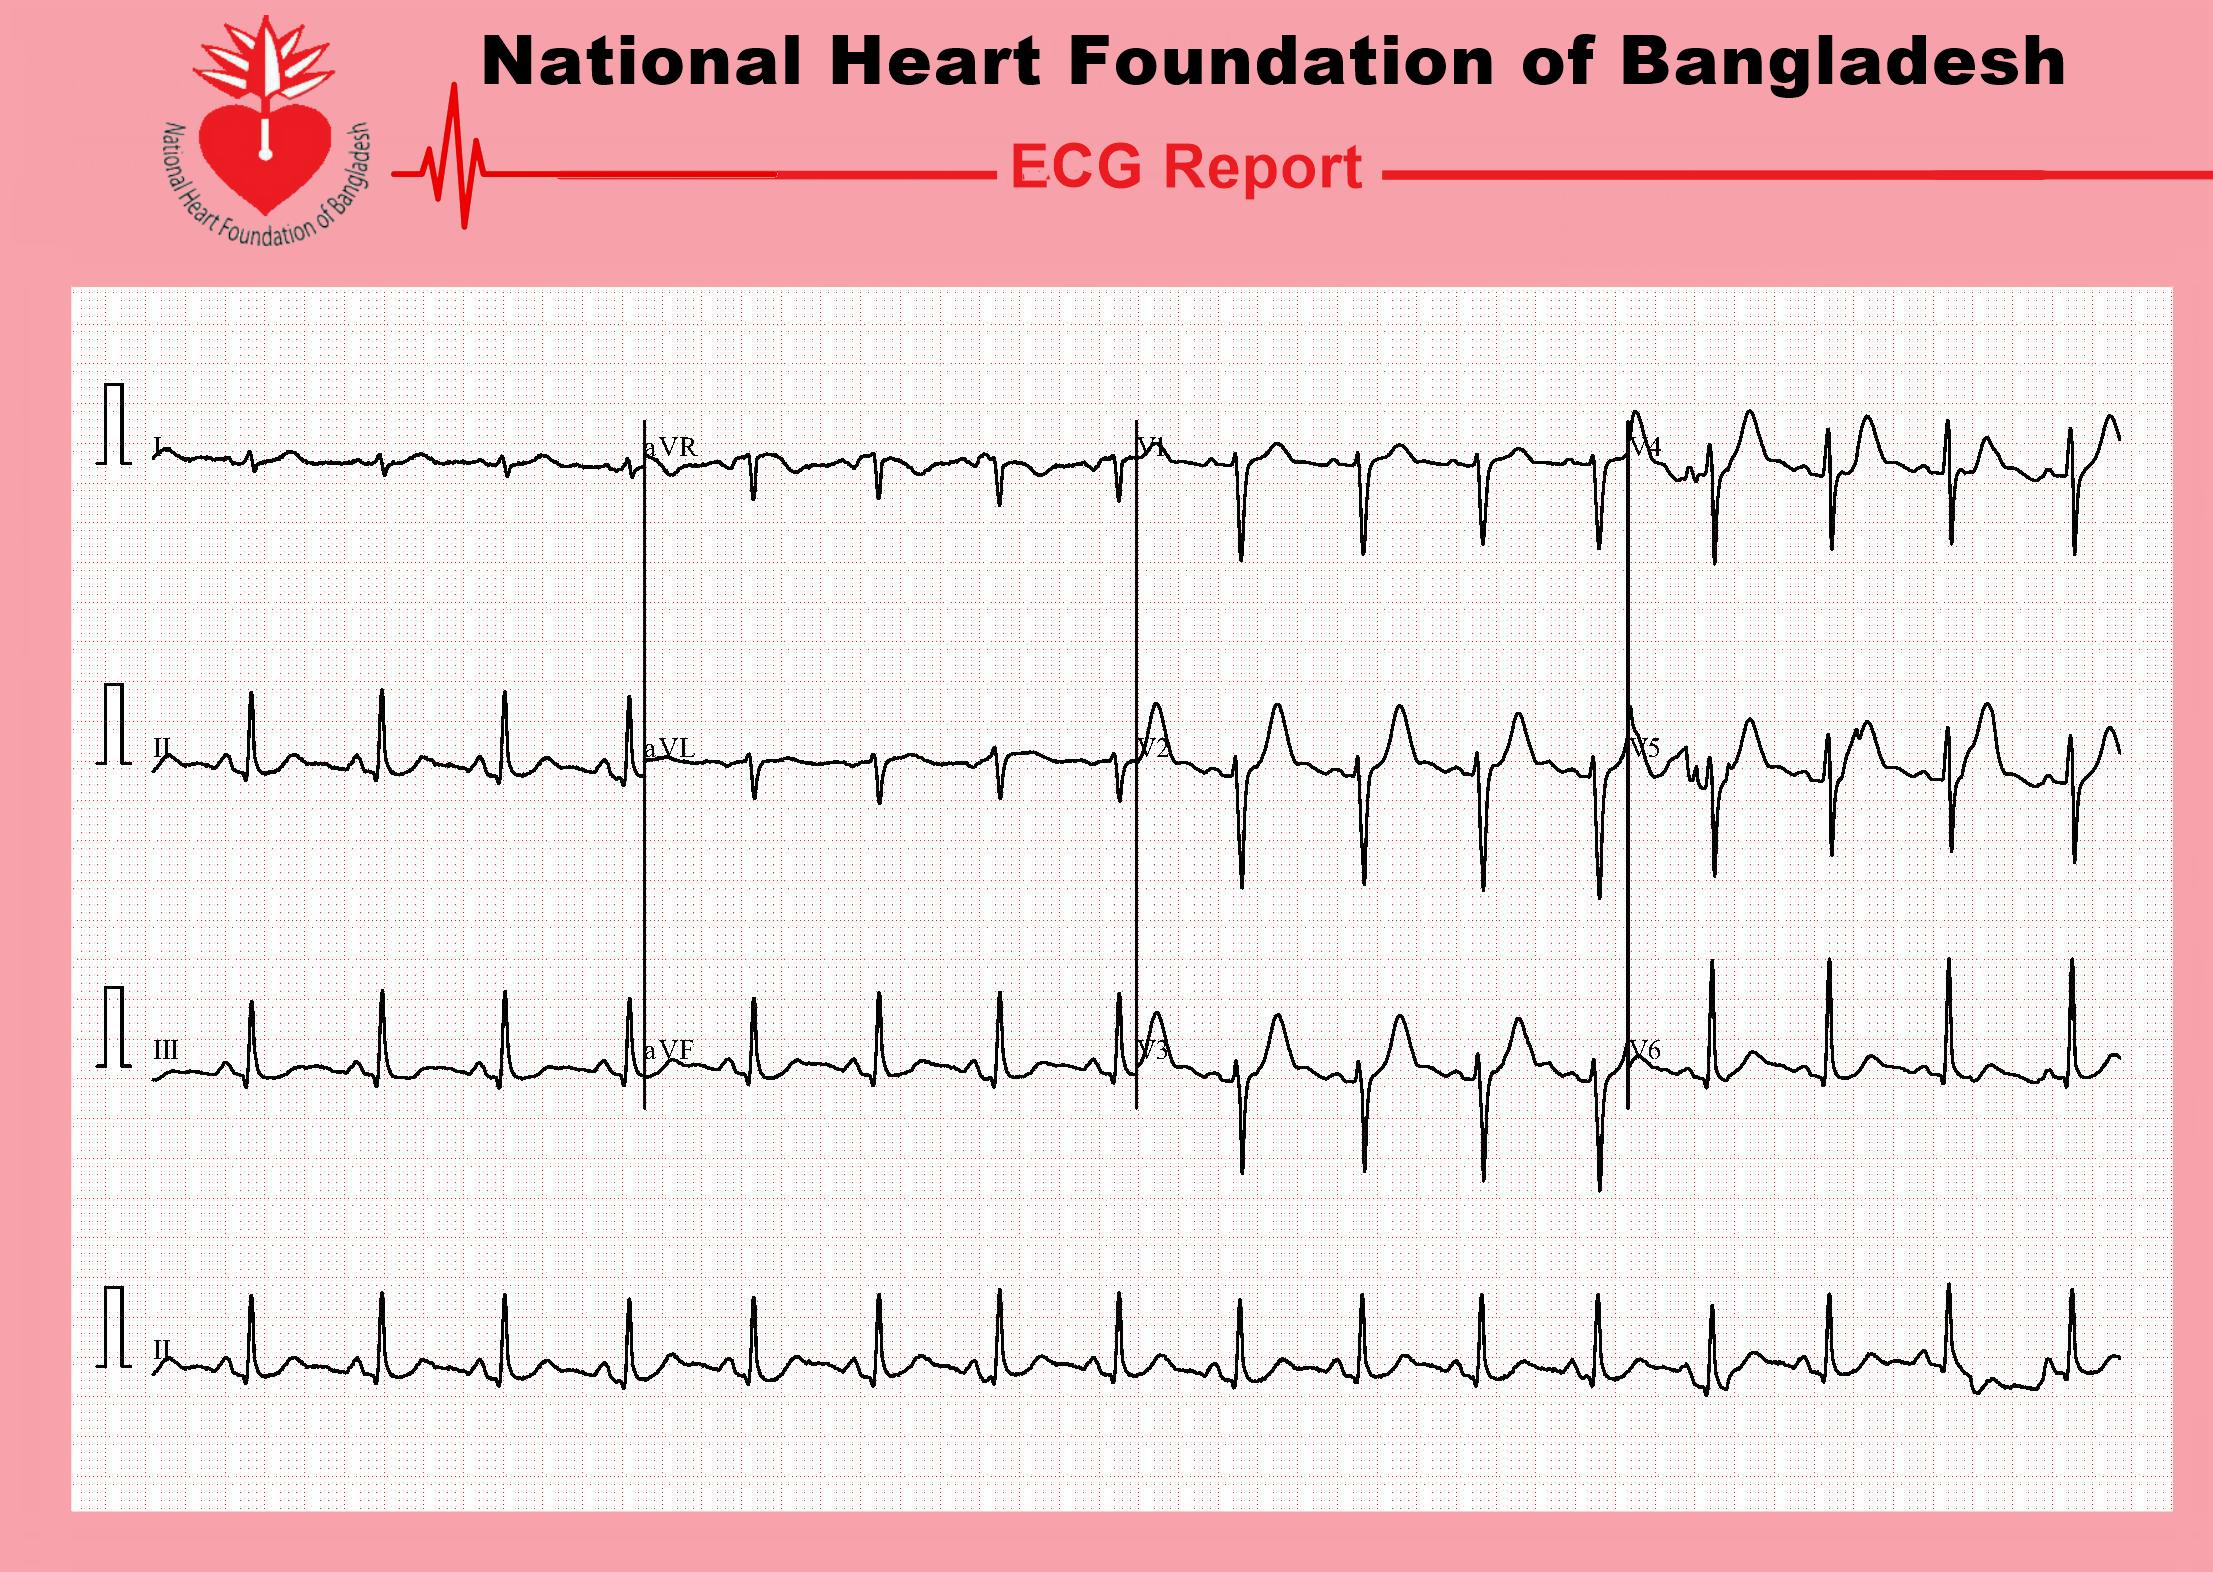 National Heart Foundation of Bangladesh
National Heart Foundation of Bangladesh
ECG Report
I
aVR
V1
V4
II
aVL
V2
V5
III
aVF
V3
V6
II